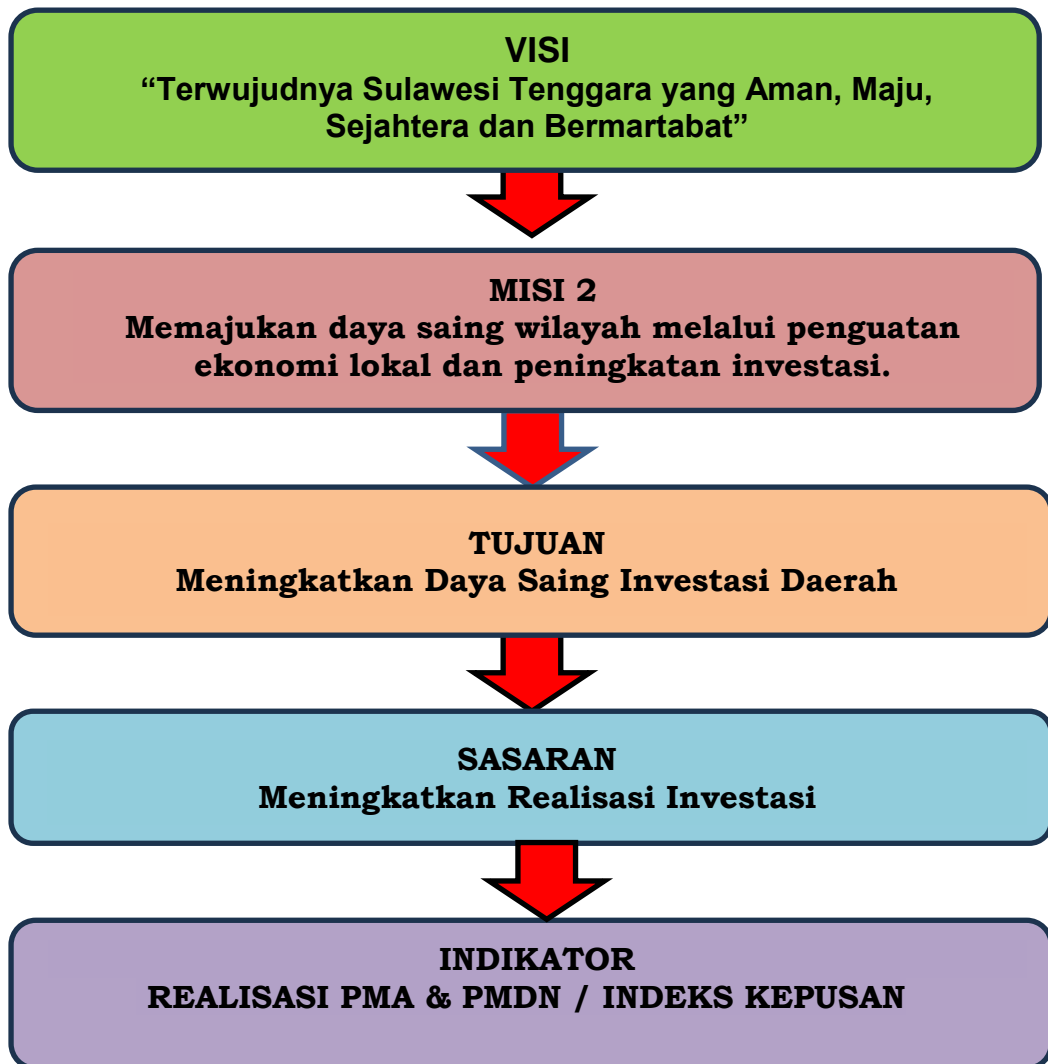 VISI
“Terwujudnya Sulawesi Tenggara yang Aman, Maju,
Sejahtera dan Bermartabat”
MISI 2
Memajukan daya saing wilayah melalui penguatan
ekonomi lokal dan peningkatan investasi.
TUJUAN
Meningkatkan Daya Saing Investasi Daerah
SASARAN
Meningkatkan Realisasi Investasi
INDIKATOR
REALISASI PMA & PMDN / INDEKS KEPUSAN